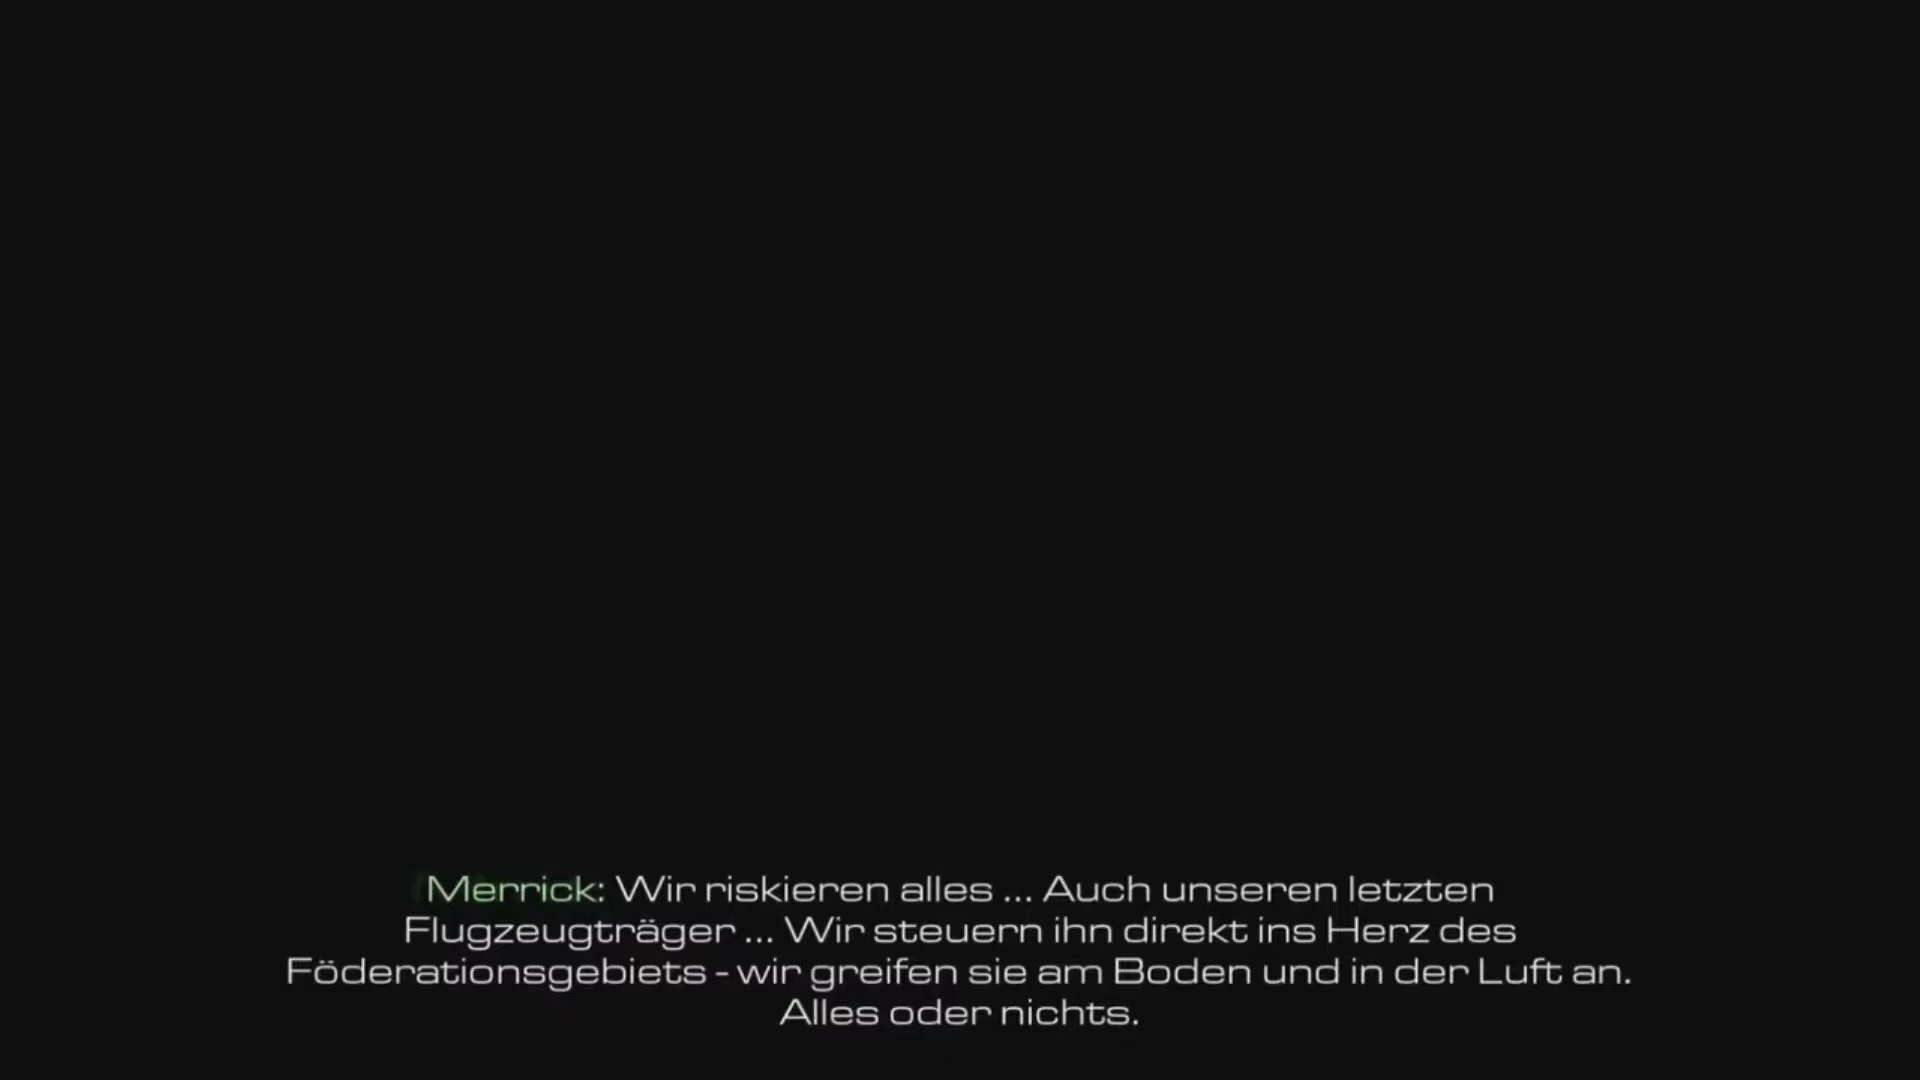 Merrick: Wir riskieren alles ... Auch unseren letzten
Flugzeugträger ... Wir steuern ihn direkt ins Herz des
Föderationsgebiets - wir greifen sie am Boden und in der Luft an.
Alles oder nichts.